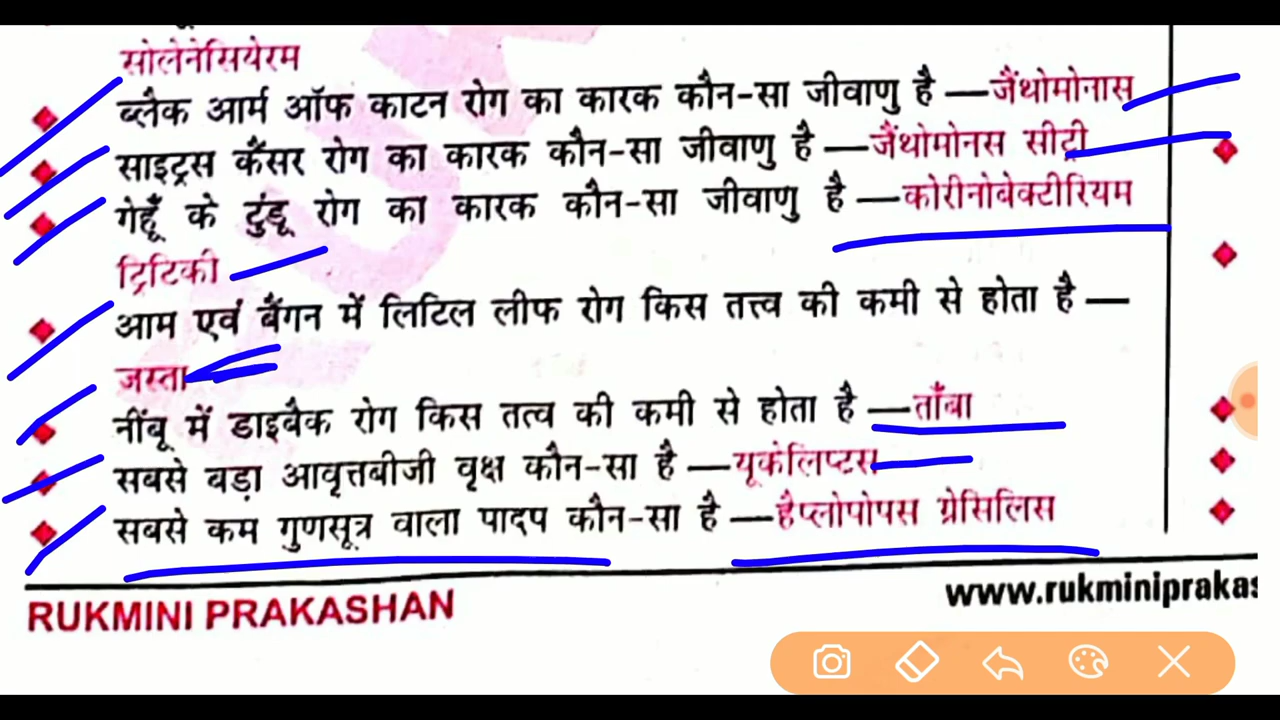 सोलेनेसियेरम
ब्लैक आर्म ऑफ काटन रोग का कारक कौन-सा जीवाणु है —जैंथोमोनास
साइट्रस कैंसर रोग का कारक कौन-सा जीवाणु है —जैंथोमोनस सीट्री
गेहूँ के टुंडू रोग का कारक कौन-सा जीवाणु है —कोरीनोबेक्टीरियम
ट्रिटिकी
आम एवं बैंगन में लिटिल लीफ रोग किस तत्त्व की कमी से होता है —
जस्ता
नींबू में डाइबैक रोग किस तत्व की कमी से होता है —ताँबा
सबसे बड़ा आवृत्तबीजी वृक्ष कौन-सा है —यूकेलिप्टस
सबसे कम गुणसूत्र वाला पादप कौन-सा है —हैप्लोपोपस ग्रेसिलिस
RUKMINI PRAKASHAN
www.rukminiprakas